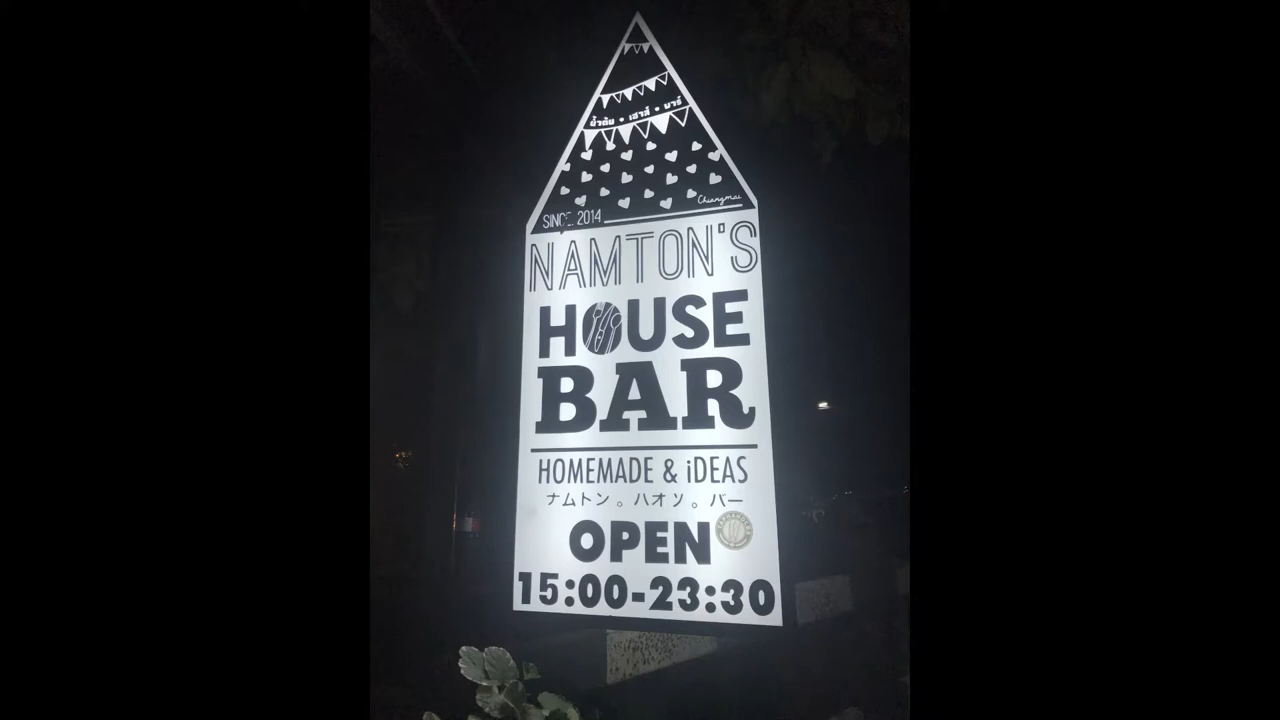 น้ำต้น • เฮาส์ • บาร์
Chiangmai
SINCE 2014
NAMTON'S
HOUSE
BAR
HOMEMADE & iDEAS
ナムトン 。ハオソ 。バー
OPEN
15:00-23:30